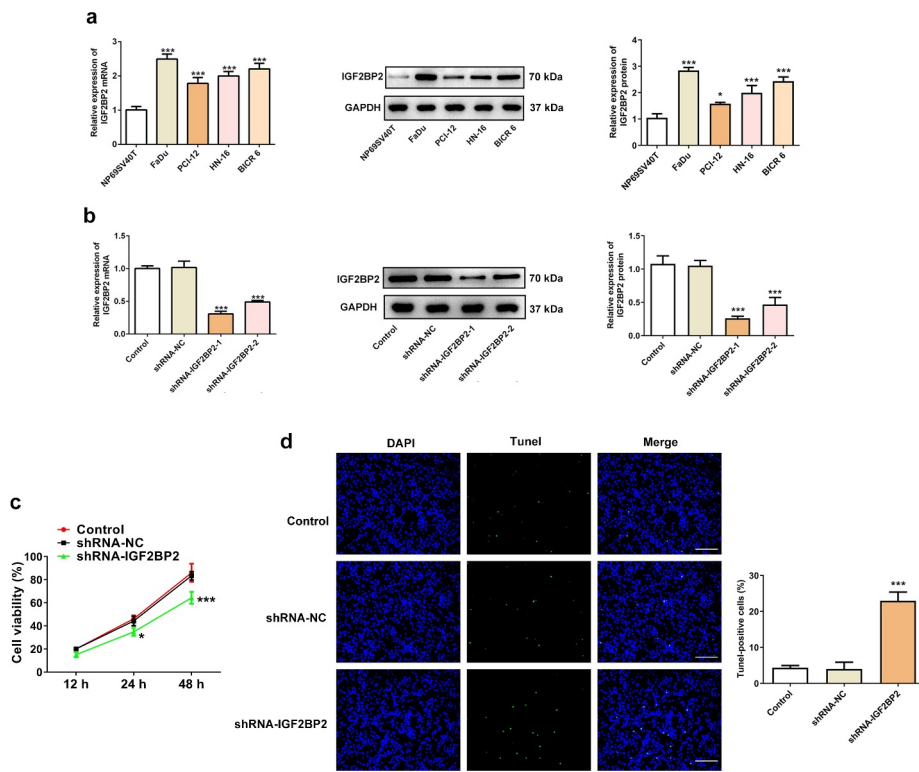 a
Relative expression of
IGF2BP2 mRNA
3
2
1
0
***
***
***
***
NP69SV40T
FaDu
PCI-12
HN-16
BICR 6
IGF2BP2
70 kDa
GAPDH
37 kDa
NP69SV40T
FaDu
PCI-12
HN-16
BICR 6
Relative expression of
IGF2BP2 protein
4
3
2
1
0
***
*
***
***
NP69SV40T
FaDu
PCI-12
HN-16
BICR 6
b
Relative expression of
IGF2BP2 mRNA
1.5
1.0
0.5
0.0
***
***
Control
shRNA-NC
shRNA-IGF2BP2-1
shRNA-IGF2BP2-2
IGF2BP2
70 kDa
GAPDH
37 kDa
Control
shRNA-NC
shRNA-IGF2BP2-1
shRNA-IGF2BP2-2
Relative expression of
IGF2BP2 protein
1.5
1.0
0.5
0.0
***
***
Control
shRNA-NC
shRNA-IGF2BP2-1
shRNA-IGF2BP2-2
c
Control
shRNA-NC
shRNA-IGF2BP2
Cell viability (%)
100
80
60
40
20
0
*
***
12 h
24 h
48 h
d
DAPI
Tunel
Merge
Control
shRNA-NC
shRNA-IGF2BP2
Tunel-positive cells (%)
30
20
10
0
***
Control
shRNA-NC
shRNA-IGF2BP2